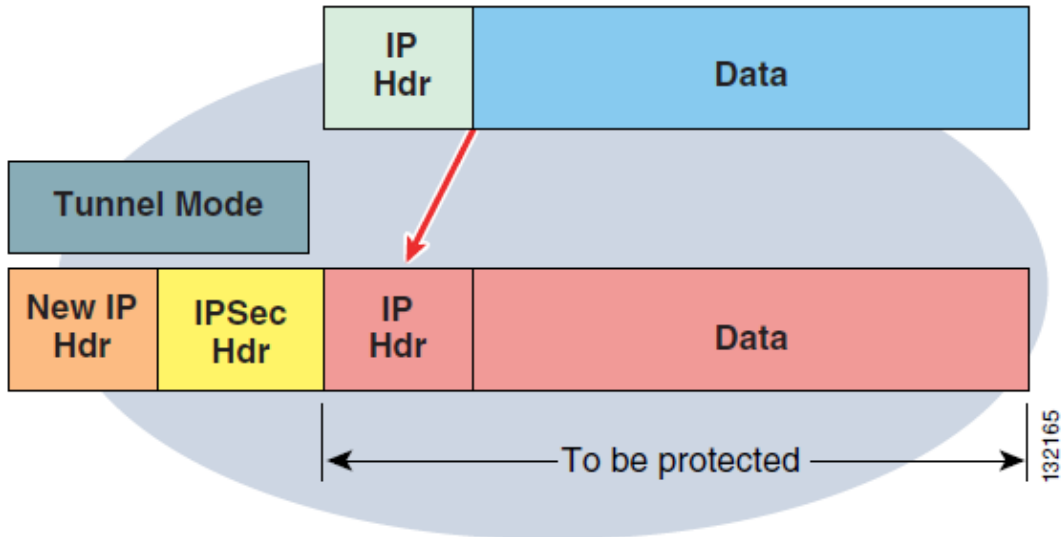 IP
Hdr
Data
Tunnel Mode
New IP
Hdr
IPSec
Hdr
IP
Hdr
Data
To be protected
132165